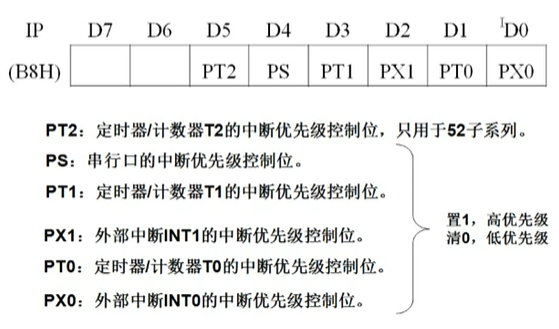 IP D7 D6 D5 D4 D3 D2 D1 D0
(B8H) PT2 PS PT1 PX1 PT0 PX0
PT2：定时器/计数器T2的中断优先级控制位，只用于52子系列。
PS：串行口的中断优先级控制位。
PT1：定时器/计数器T1的中断优先级控制位。
PX1：外部中断INT1的中断优先级控制位。
PT0：定时器/计数器T0的中断优先级控制位。
PX0：外部中断INT0的中断优先级控制位。
置1，高优先级
清0，低优先级